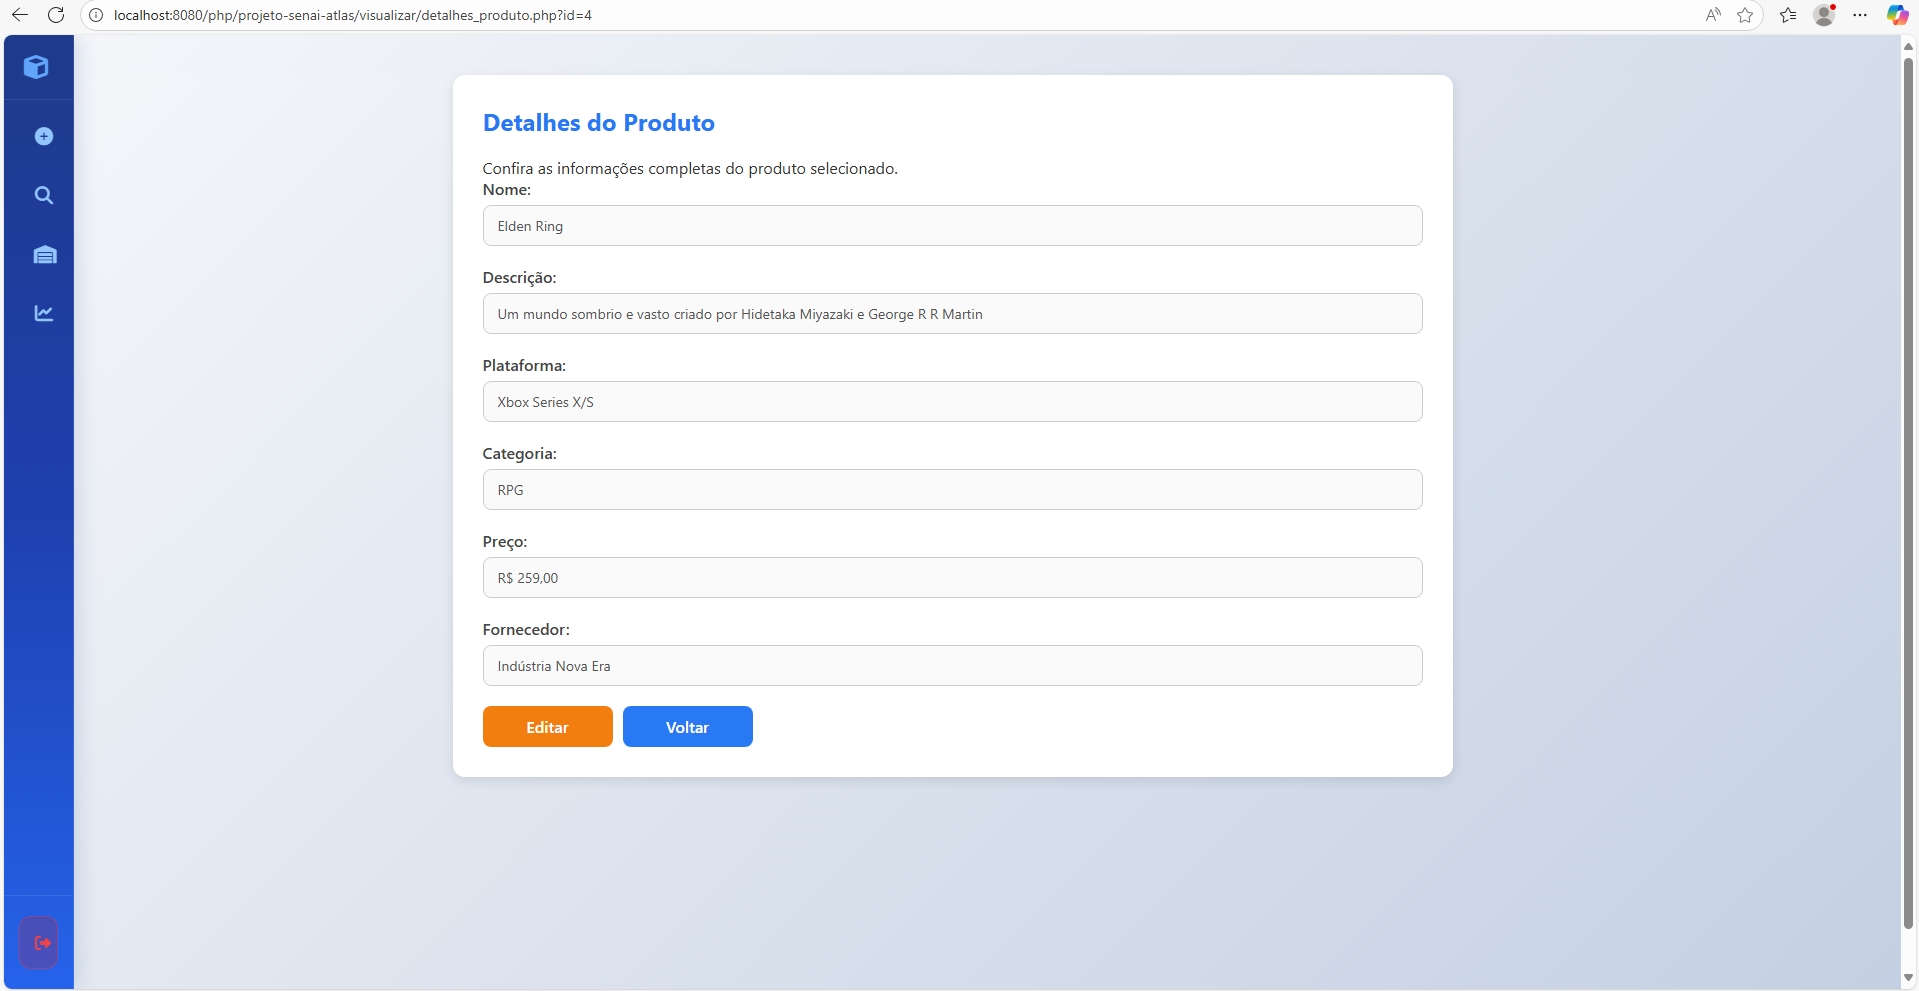 localhost:8080/php/projeto-senai-atlas/visualizar/detalhes_produto.php?id=4
Detalhes do Produto
Confira as informações completas do produto selecionado.
Nome:
Elden Ring
Descrição:
Um mundo sombrio e vasto criado por Hidetaka Miyazaki e George R R Martin
Plataforma:
Xbox Series X/S
Categoria:
RPG
Preço:
R$ 259,00
Fornecedor:
Indústria Nova Era
Editar
Voltar